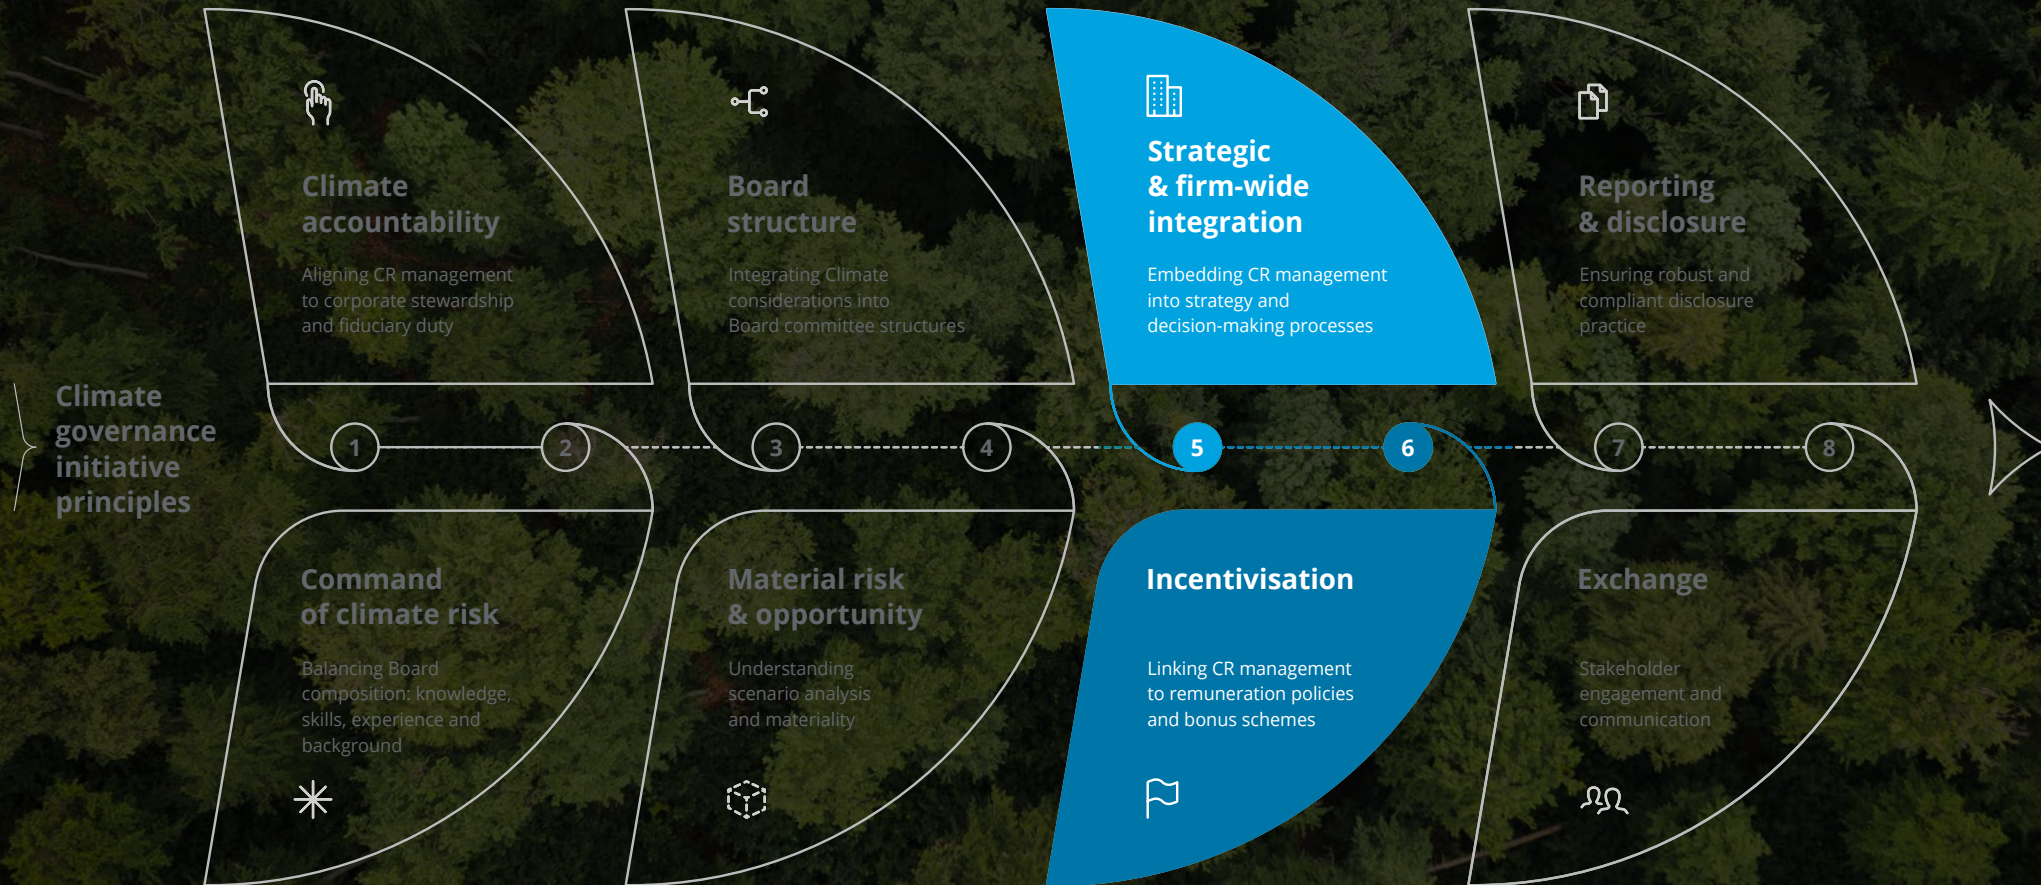 Climate
governance
initiative
principles
1
Climate
accountability
Aligning CR management
to corporate stewardship
and fiduciary duty
2
Command
of climate risk
Balancing Board
composition: knowledge,
skills, experience and
background
3
Board
structure
Integrating Climate
considerations into
Board committee structures
4
Material risk
& opportunity
Understanding
scenario analysis
and materiality
5
Strategic
& firm-wide
integration
Embedding CR management
into strategy and
decision-making processes
6
Incentivisation
Linking CR management
to remuneration policies
and bonus schemes
7
Reporting
& disclosure
Ensuring robust and
compliant disclosure
practice
8
Exchange
Stakeholder
engagement and
communication